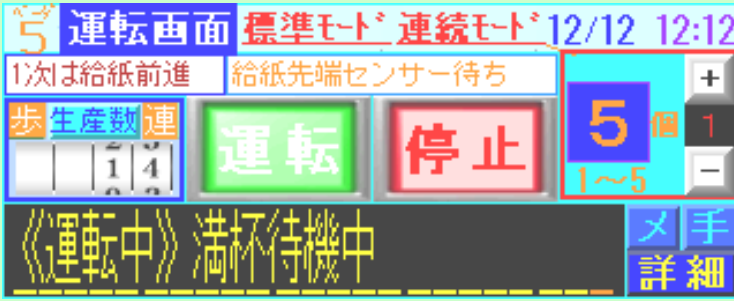 ページ
5 運転画面 標準モード 連続モード 12/12 12:12
1)次は給紙前進 給紙先端センサー待ち
歩 生産数 連
運転
停止
5 個
1～5
+
1
−
1 4
《運転中》満杯待機中
メ 手
詳細